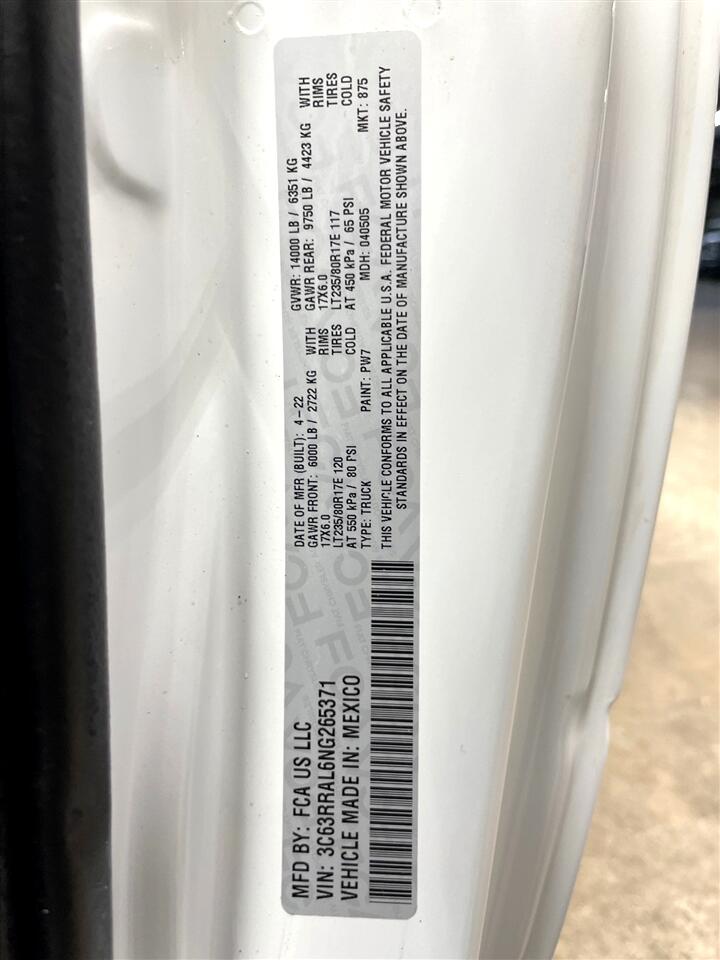 MFD BY: FCA US LLC
VIN: 3C63RRAL6NG265371
VEHICLE MADE IN: MEXICO
DATE OF MFR (BUILT): 4-22 GVWR: 14000 LB / 6351 KG
GAWR FRONT: 6000 LB / 2722 KG WITH GAWR REAR: 9750 LB / 4423 KG WITH
17X6.0 RIMS 17X6.0 RIMS
LT235/80R17E 120 TIRES LT235/80R17E 117 TIRES
AT 550 kPa / 80 PSI COLD AT 450 kPa / 65 PSI COLD
TYPE: TRUCK PAINT: PW7 MDH: 040505 MKT: 875
THIS VEHICLE CONFORMS TO ALL APPLICABLE U.S.A. FEDERAL MOTOR VEHICLE SAFETY
STANDARDS IN EFFECT ON THE DATE OF MANUFACTURE SHOWN ABOVE.